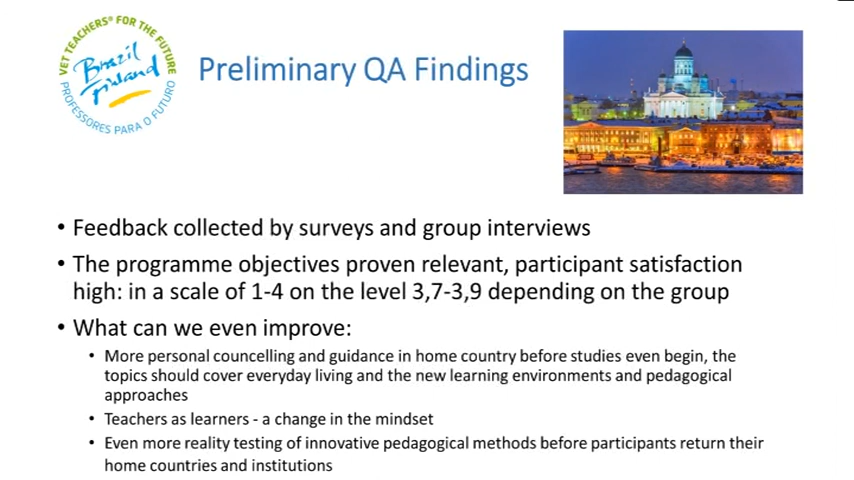 VET TEACHERS® FOR THE FUTURE
Brazil
Finland
PROFESSORES PARA O FUTURO
Preliminary QA Findings
• Feedback collected by surveys and group interviews
• The programme objectives proven relevant, participant satisfaction
high: in a scale of 1-4 on the level 3,7-3,9 depending on the group
• What can we even improve:
• More personal councelling and guidance in home country before studies even begin, the
topics should cover everyday living and the new learning environments and pedagogical
approaches
• Teachers as learners - a change in the mindset
• Even more reality testing of innovative pedagogical methods before participants return their
home countries and institutions